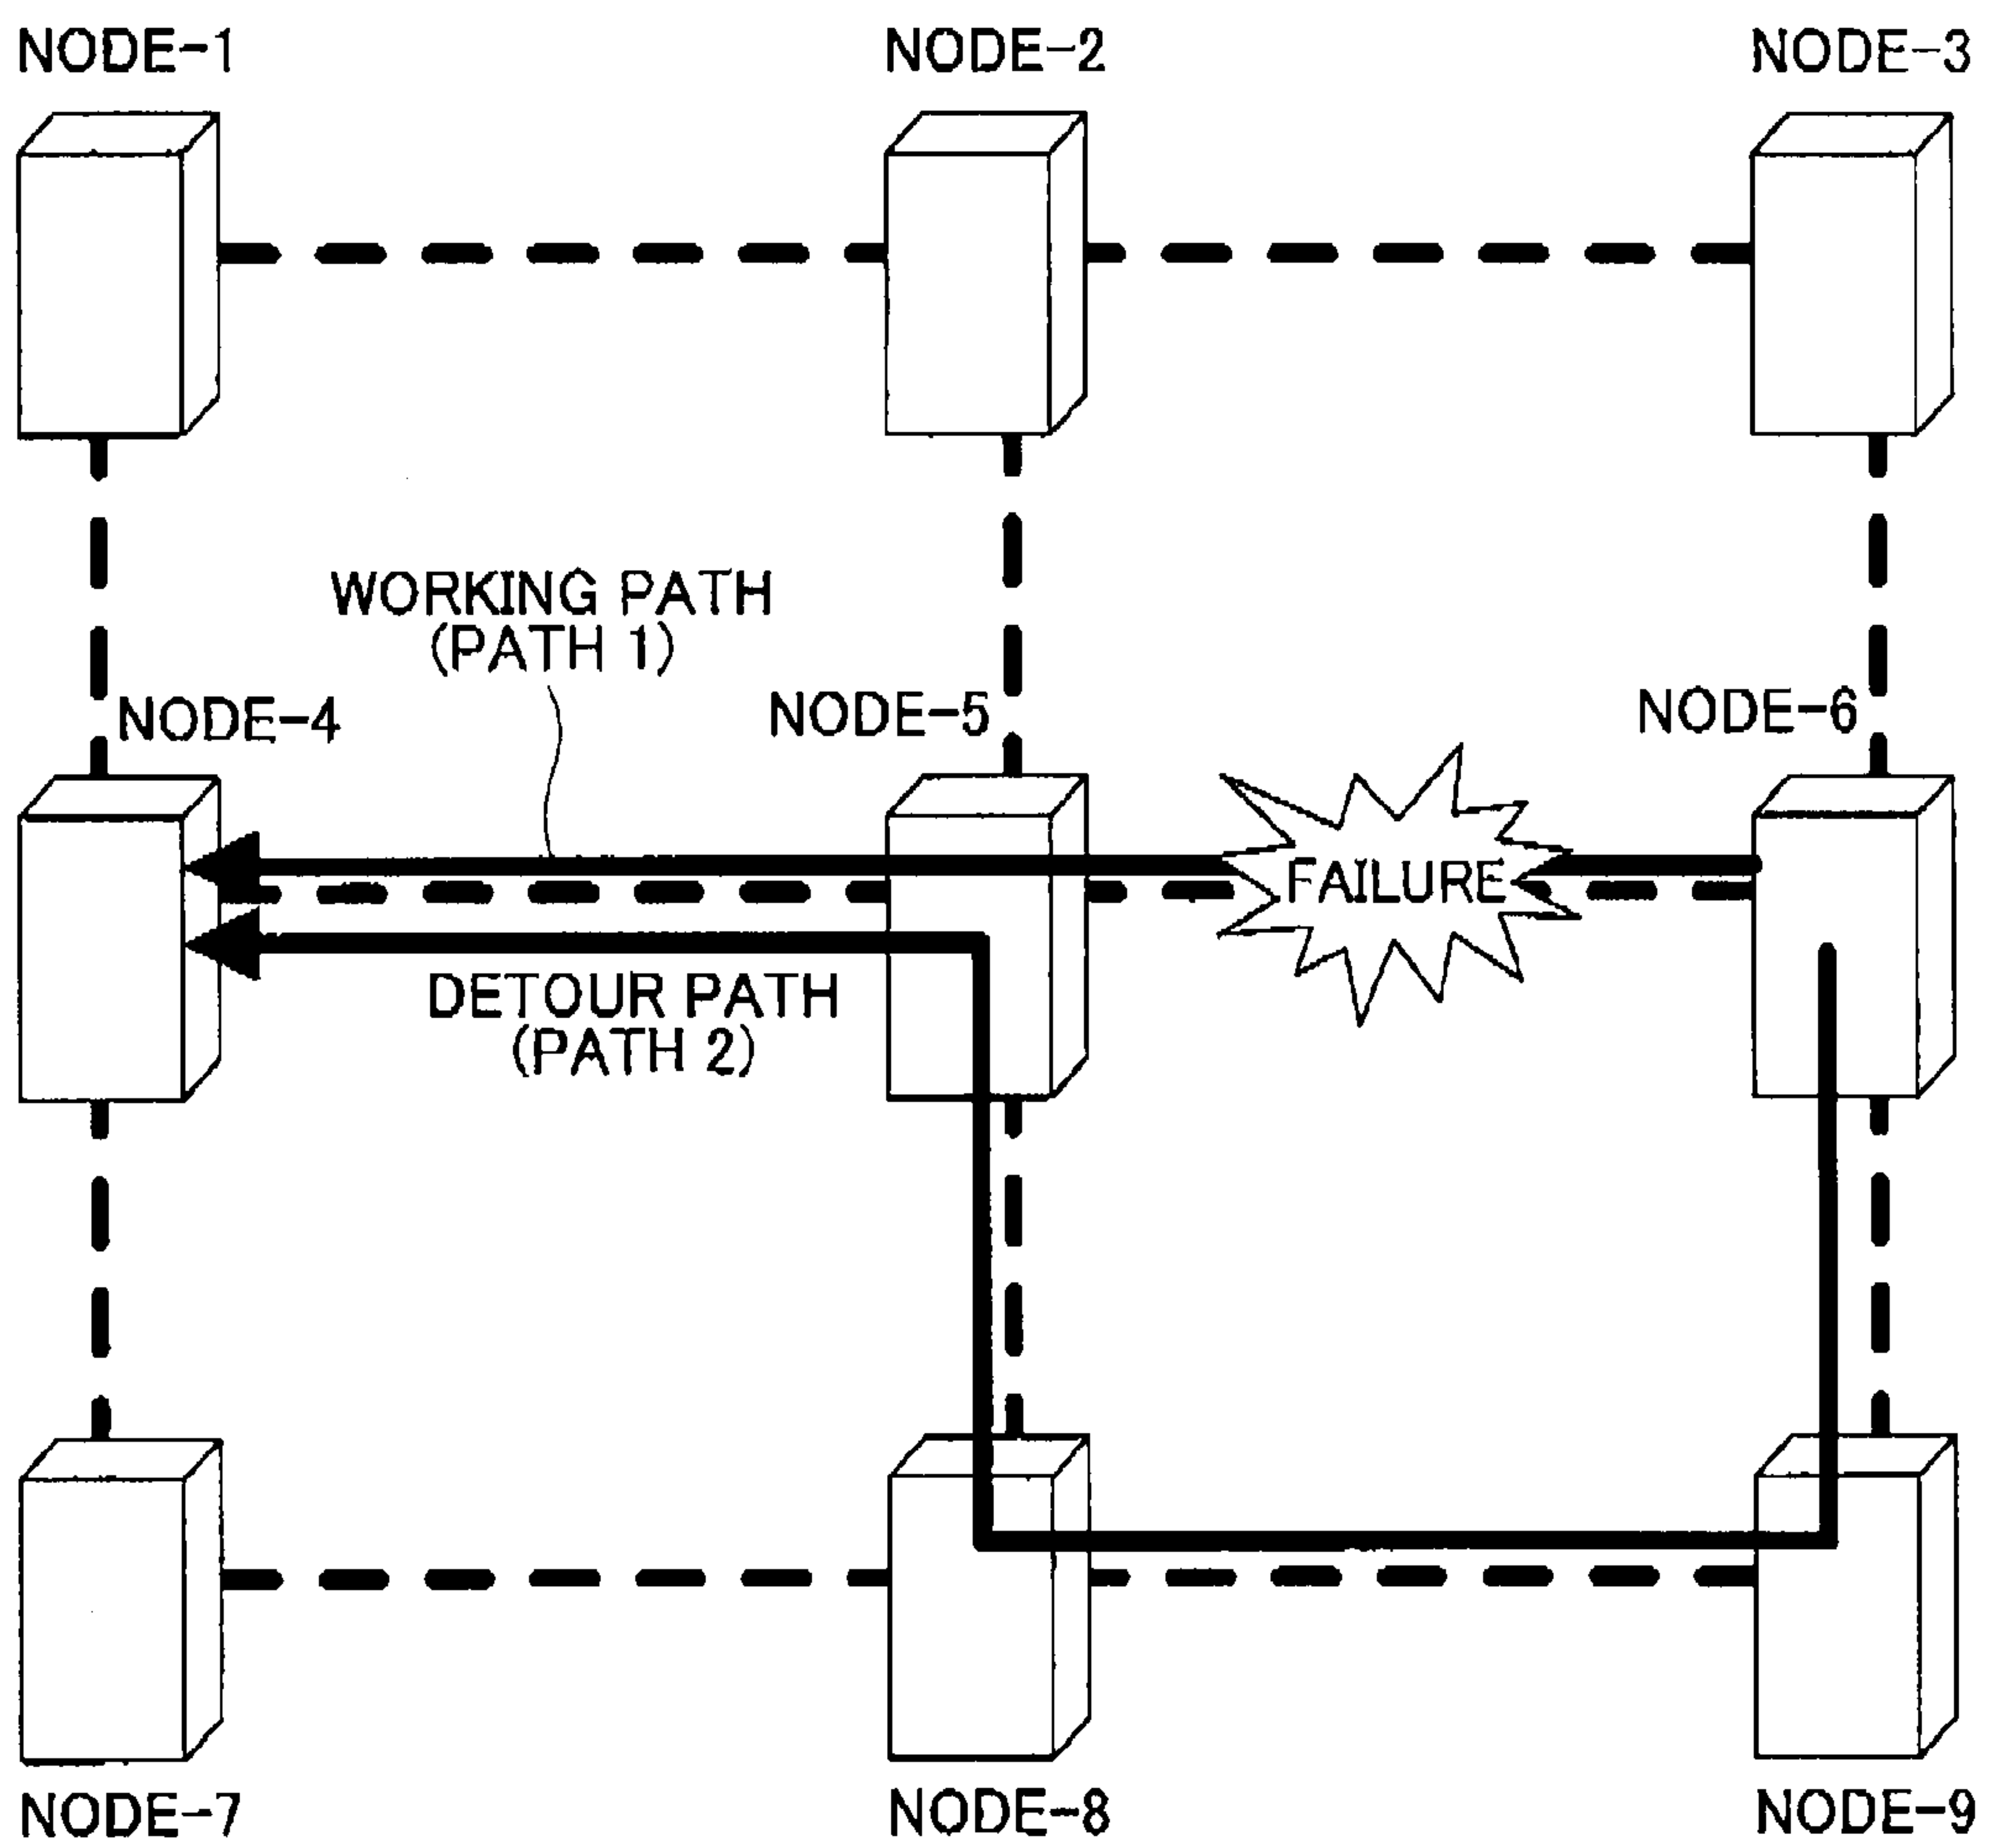 NODE-1
NODE-2
NODE-3
WORKING PATH
(PATH 1)
NODE-4
NODE-5
NODE-6
FAILURE
DETOUR PATH
(PATH 2)
NODE-7
NODE-8
NODE-9